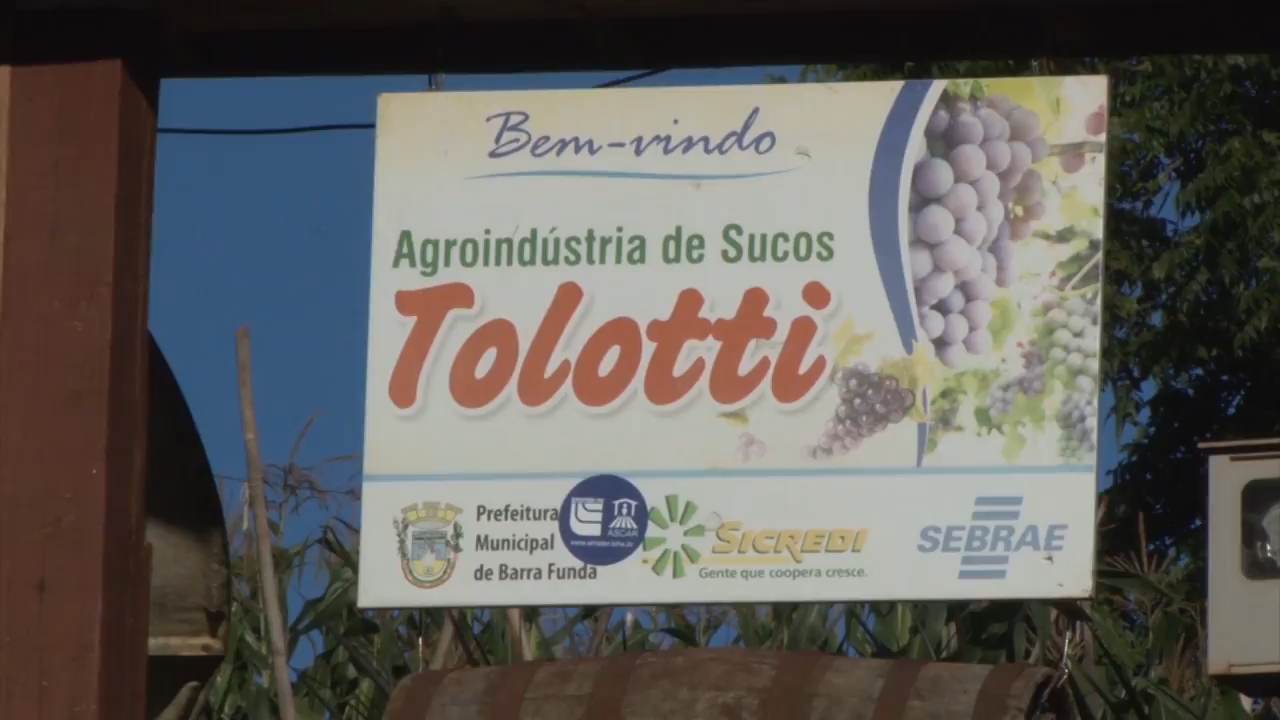 Bem-vindo
Agroindústria de Sucos
Tolotti
Prefeitura
Municipal
de Barra Funda
ASCAR
SICREDI
Gente que coopera cresce.
SEBRAE